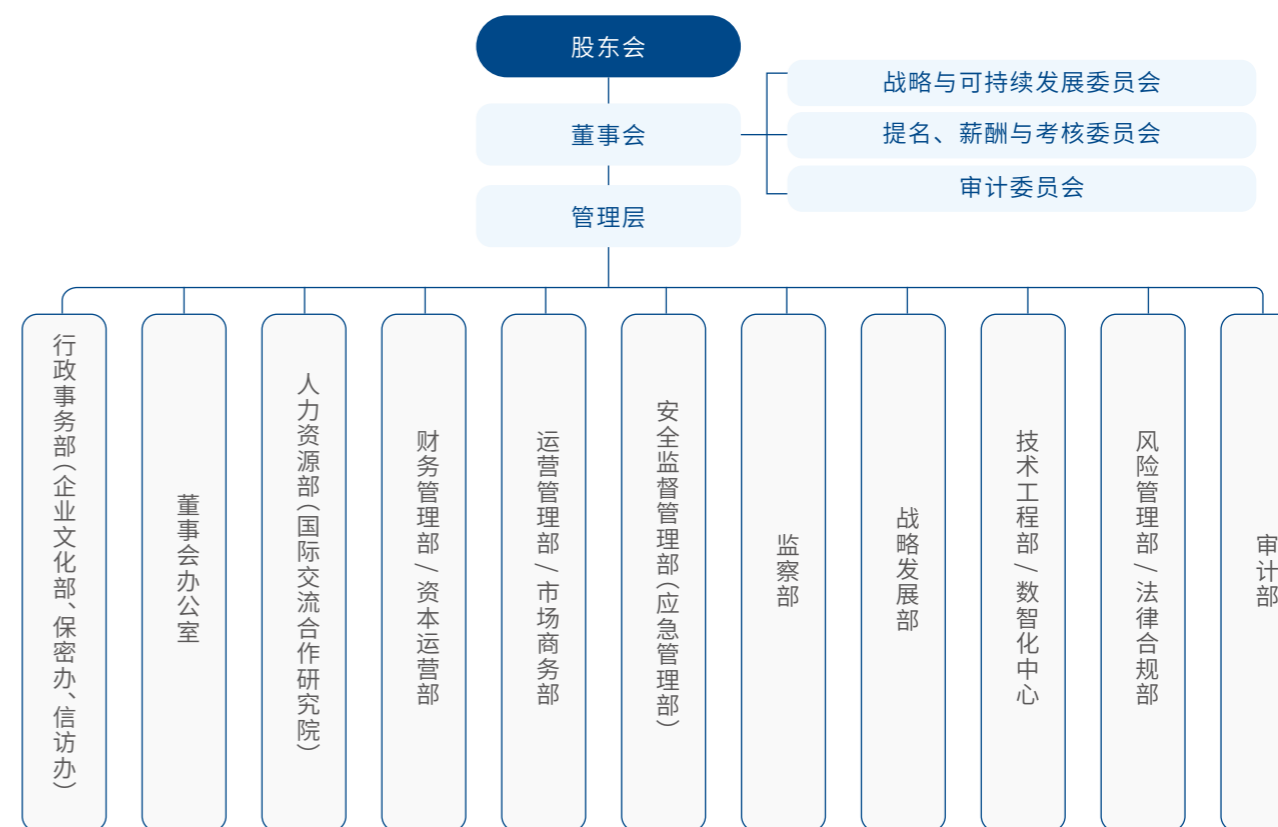 股东会
董事会
战略与可持续发展委员会
提名、薪酬与考核委员会
审计委员会
管理层
行政事务部（企业文化部、保密办、信访办）
董事会办公室
人力资源部（国际交流合作研究院）
财务管理部 / 资本运营部
运营管理部 / 市场商务部
安全监督管理部（应急管理部）
监察部
战略发展部
技术工程部 / 数智化中心
风险管理部 / 法律合规部
审计部